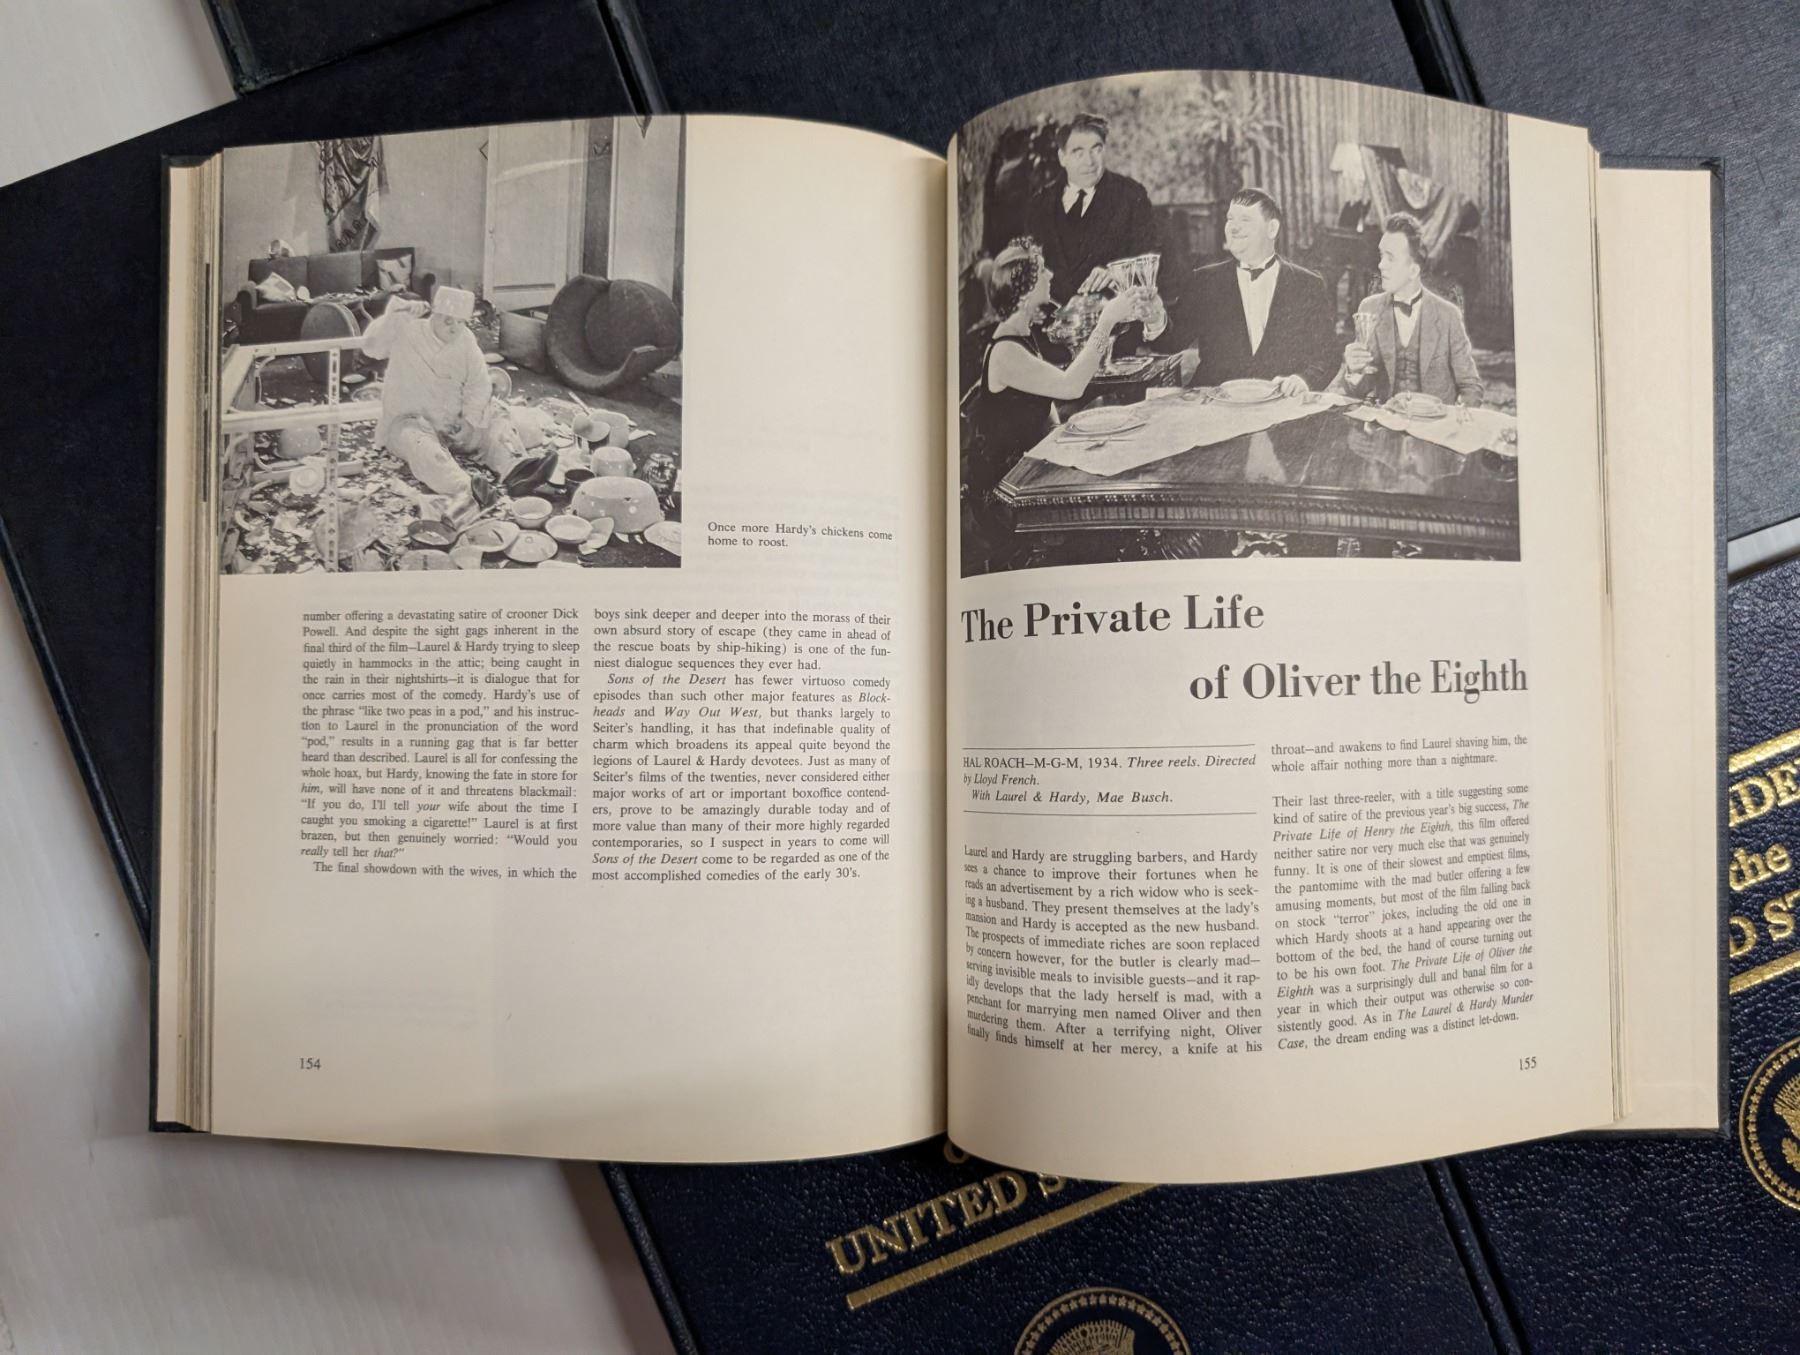 Once more Hardy's chickens come
home to roost.
number offering a devastating satire of crooner Dick
Powell. And despite the sight gags inherent in the
final third of the film—Laurel & Hardy trying to sleep
quietly in hammocks in the attic; being caught in
the rain in their nightshirts—it is dialogue that for
once carries most of the comedy. Hardy's use of
the phrase "like two peas in a pod," and his instruc-
tion to Laurel in the pronunciation of the word
"pod," results in a running gag that is far better
heard than described. Laurel is all for confessing the
whole hoax, but Hardy, knowing the fate in store for
him, will have none of it and threatens blackmail:
"If you do, I'll tell your wife about the time I
caught you smoking a cigarette!" Laurel is at first
brazen, but then genuinely worried: "Would you
really tell her that?"
The final showdown with the wives, in which the
boys sink deeper and deeper into the morass of their
own absurd story of escape (they came in ahead of
the rescue boats by ship-hiking) is one of the fun-
niest dialogue sequences they ever had.
Sons of the Desert has fewer virtuoso comedy
episodes than such other major features as Block-
heads and Way Out West, but thanks largely to
Seiter's handling, it has that indefinable quality of
charm which broadens its appeal quite beyond the
legions of Laurel & Hardy devotees. Just as many of
Seiter's films of the twenties, never considered either
major works of art or important boxoffice contend-
ers, prove to be amazingly durable today and of
more value than many of their more highly regarded
contemporaries, so I suspect in years to come will
Sons of the Desert come to be regarded as one of the
most accomplished comedies of the early 30's.
154
The Private Life
of Oliver the Eighth
HAL ROACH—M-G-M, 1934. Three reels. Directed
by Lloyd French.
With Laurel & Hardy, Mae Busch.
Laurel and Hardy are struggling barbers, and Hardy
sees a chance to improve their fortunes when he
reads an advertisement by a rich widow who is seek-
ing a husband. They present themselves at the lady's
mansion and Hardy is accepted as the new husband.
The prospects of immediate riches are soon replaced
by concern however, for the butler is clearly mad—
serving invisible meals to invisible guests—and it rap-
idly develops that the lady herself is mad, with a
penchant for marrying men named Oliver and then
murdering them. After a terrifying night, Oliver
finally finds himself at her mercy, a knife at his
throat—and awakens to find Laurel shaving him, the
whole affair nothing more than a nightmare.
Their last three-reeler, with a title suggesting some
kind of satire of the previous year's big success, The
Private Life of Henry the Eighth, this film offered
neither satire nor very much else that was genuinely
funny. It is one of their slowest and emptiest films,
the pantomime with the mad butler offering a few
amusing moments, but most of the film falling back
on stock "terror" jokes, including the old one in
which Hardy shoots at a hand appearing over the
bottom of the bed, the hand of course turning out
to be his own foot. The Private Life of Oliver the
Eighth was a surprisingly dull and banal film for a
year in which their output was otherwise so con-
sistently good. As in The Laurel & Hardy Murder
Case, the dream ending was a distinct let-down.
155
the
UNITED